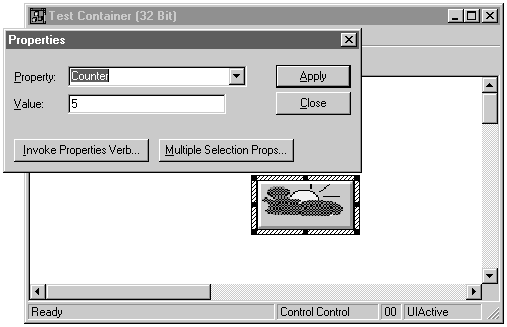 Test Container (32 Bit)
Properties
Property: Counter
Apply
Value: 5
Close
Invoke Properties Verb...
Multiple Selection Props...
Ready
Control Control
00
UIActive